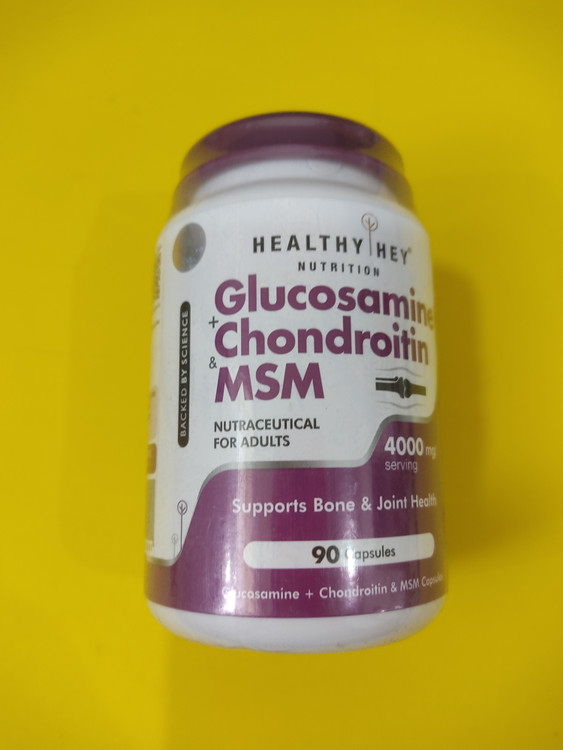 HEALTHY HEY
NUTRITION
Glucosamine
+
Chondroitin
&
MSM
BACKED BY SCIENCE
NUTRACEUTICAL
FOR ADULTS
4000 mg
serving
Supports Bone & Joint Health
90 Capsules
Glucosamine + Chondroitin & MSM Capsules